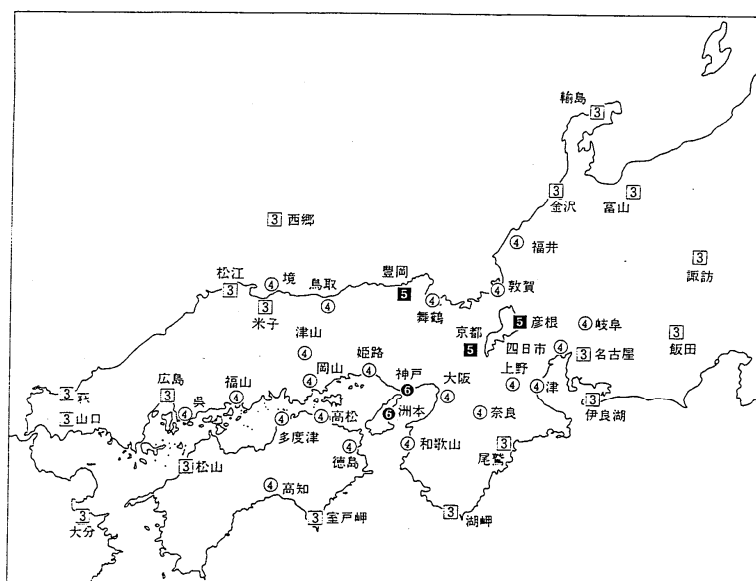 輪島
3
3 金沢
3 富山
3 西郷
4 福井
3 諏訪
松江
3
4 境
3 米子
鳥取
4
豊岡
5
4 舞鶴
4 敦賀
京都
5
5 彦根
4 岐阜
四日市 4
3 名古屋
3 飯田
津山
4
岡山
4
姫路
4
神戸
6
6 洲本
大阪
4
上野
4
4 津
3 伊良湖
4 奈良
3 萩
3 山口
広島
3
4 呉
福山
4
4 多度津
4 高松
徳島
4
4 和歌山
尾鷲 3
3 松山
4 高知
3 大分
3 室戸岬
3 潮岬